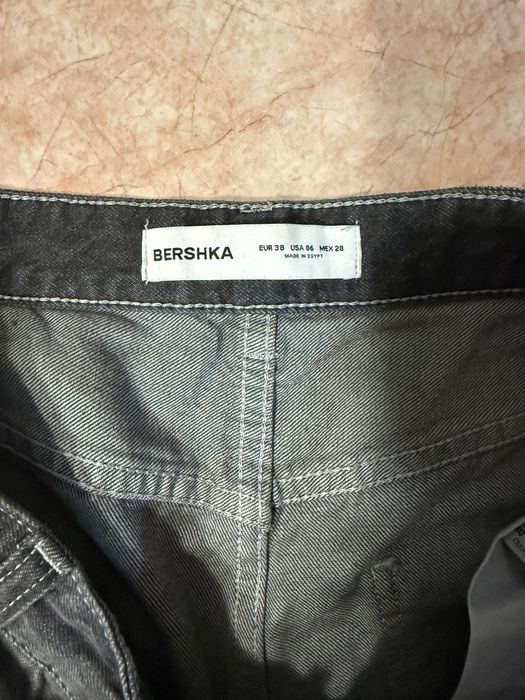 BERSHKA
EUR 38 USA 06 MEX 28
MADE IN EGYPT